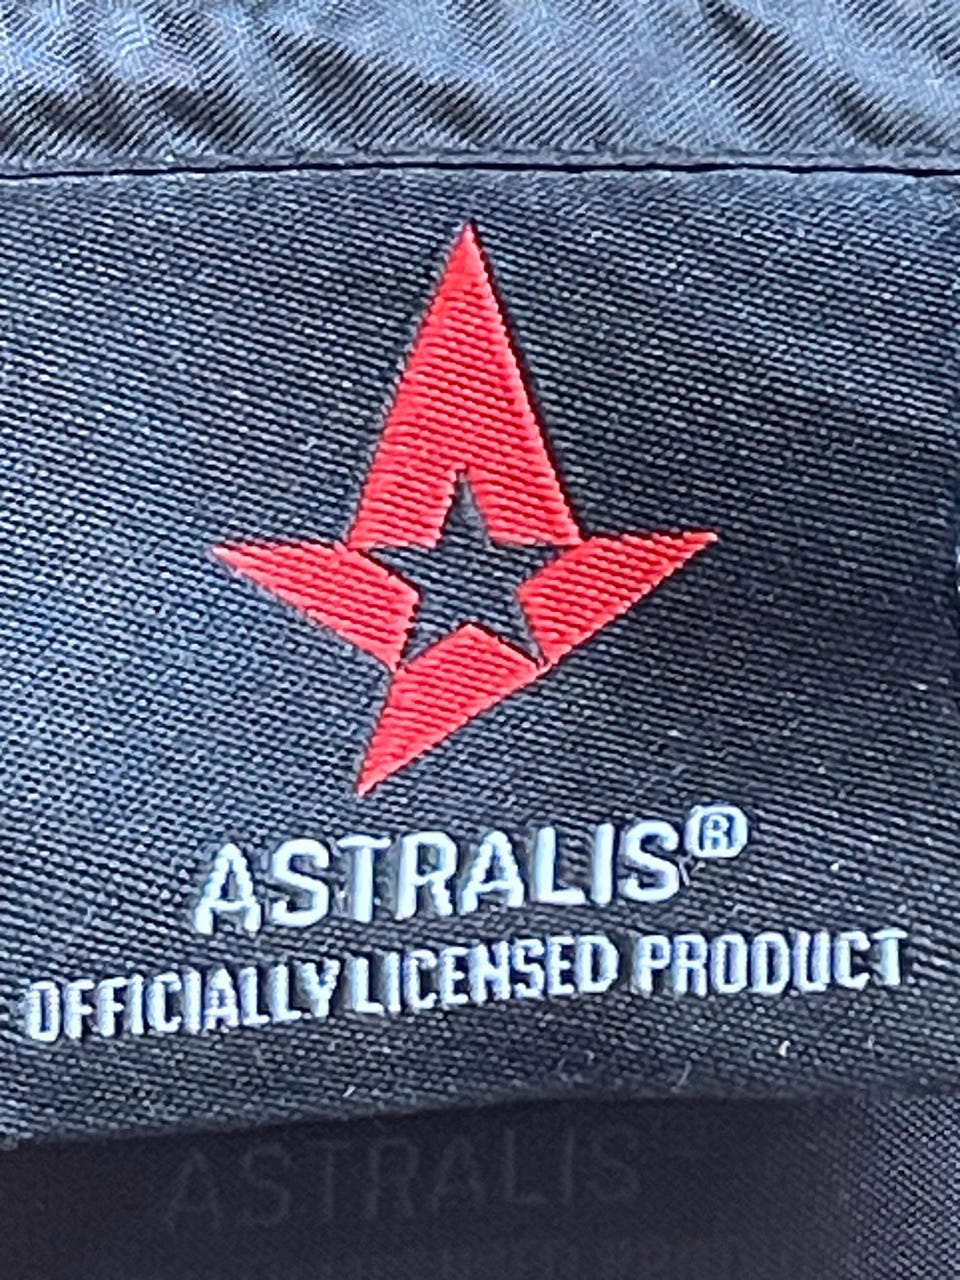 ASTRALIS®
OFFICIALLY LICENSED PRODUCT
ASTRALIS